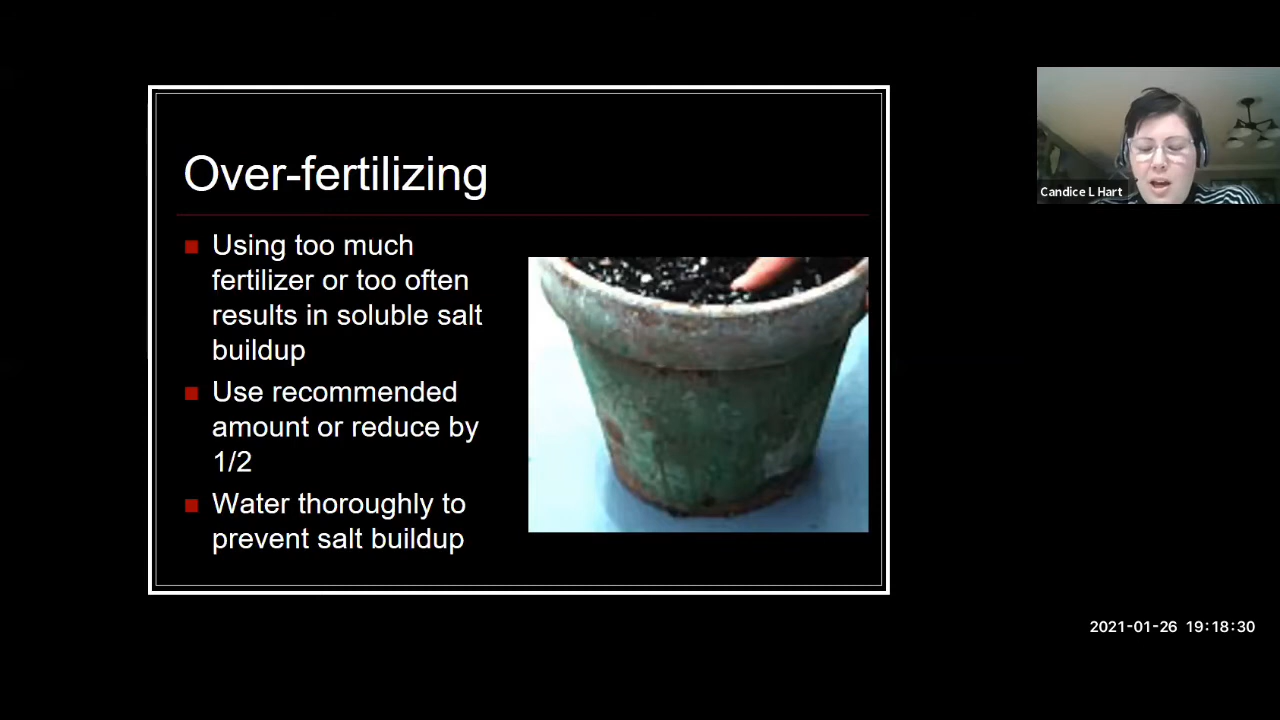 Over-fertilizing
Using too much
fertilizer or too often
results in soluble salt
buildup
Use recommended
amount or reduce by
1/2
Water thoroughly to
prevent salt buildup
Candice L Hart
2021-01-26 19:18:30